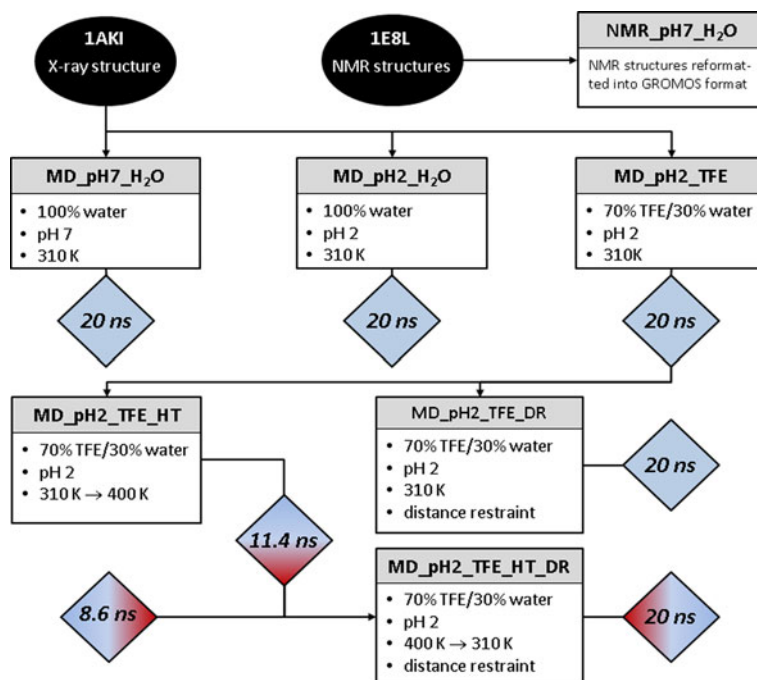 1AKI
X-ray structure
1E8L
NMR structures
NMR_pH7_H₂O
NMR structures reformat-
ted into GROMOS format
MD_pH7_H₂O
• 100% water
• pH 7
• 310 K
20 ns
MD_pH2_H₂O
• 100% water
• pH 2
• 310 K
20 ns
MD_pH2_TFE
• 70% TFE/30% water
• pH 2
• 310K
20 ns
MD_pH2_TFE_HT
• 70% TFE/30% water
• pH 2
• 310 K → 400 K
11.4 ns
MD_pH2_TFE_DR
• 70% TFE/30% water
• pH 2
• 310 K
• distance restraint
20 ns
8.6 ns
MD_pH2_TFE_HT_DR
• 70% TFE/30% water
• pH 2
• 400 K → 310 K
• distance restraint
20 ns